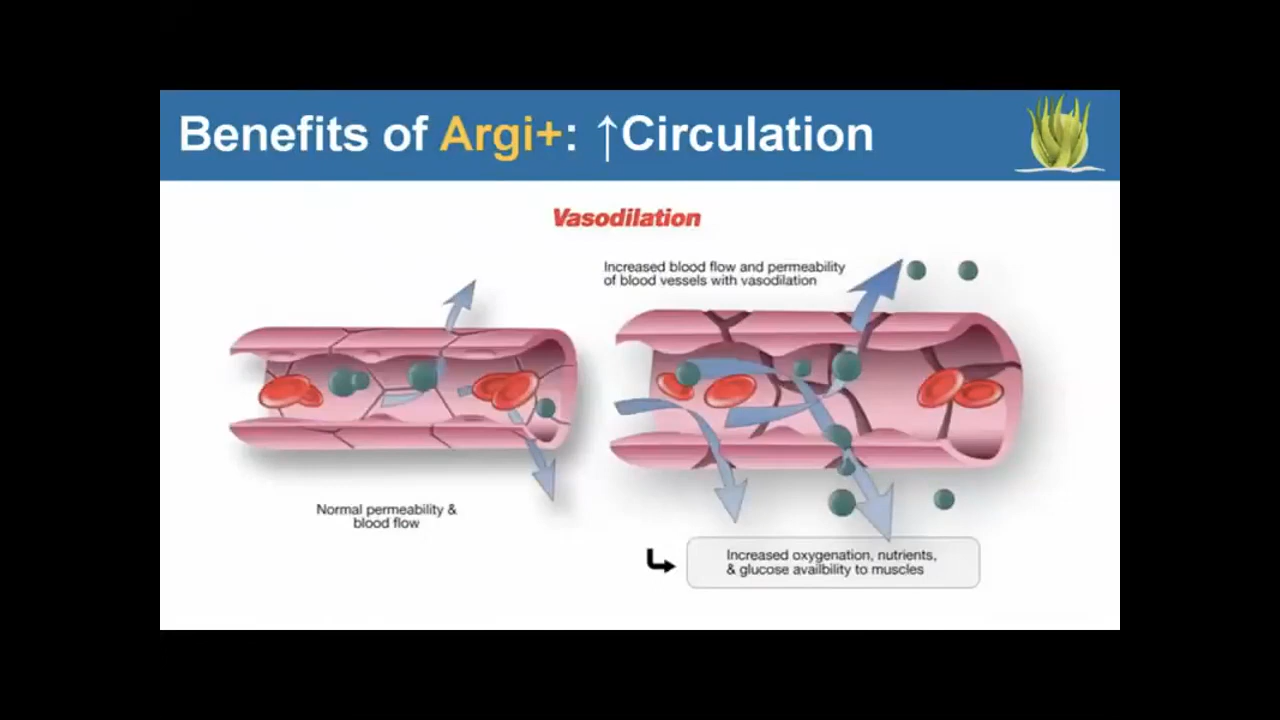 Benefits of Argi+: ↑Circulation
Vasodilation
Increased blood flow and permeability
of blood vessels with vasodilation
Normal permeability &
blood flow
Increased oxygenation, nutrients,
& glucose availbility to muscles